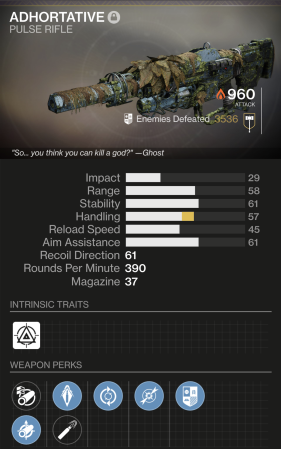 ADHORTATIVE
PULSE RIFLE
960
ATTACK
Enemies Defeated 3536
"So... you think you can kill a god?" —Ghost
Impact 29
Range 58
Stability 61
Handling 57
Reload Speed 45
Aim Assistance 61
Recoil Direction 61
Rounds Per Minute 390
Magazine 37
INTRINSIC TRAITS
WEAPON PERKS